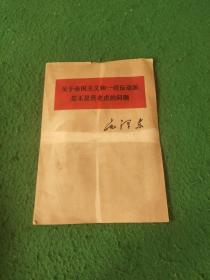 关于帝国主义和一切反动派
是不是真老虎的问题
毛泽东